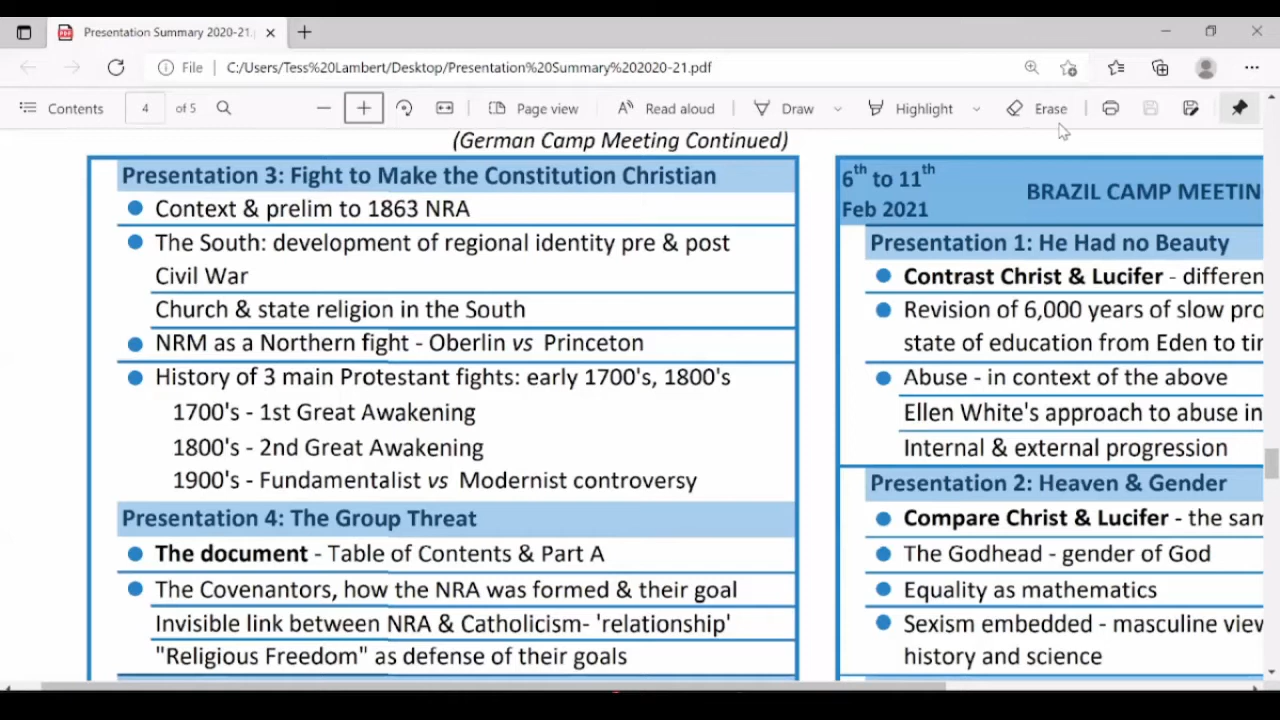 Presentation Summary 2020-21.
File
C:/Users/Tess%20Lambert/Desktop/Presentation%20Summary%202020-21.pdf
Contents
4
of 5
Page view
Read aloud
Draw
Highlight
Erase
(German Camp Meeting Continued)
Presentation 3: Fight to Make the Constitution Christian
Context & prelim to 1863 NRA
The South: development of regional identity pre & post
Civil War
Church & state religion in the South
NRM as a Northern fight - Oberlin vs Princeton
History of 3 main Protestant fights: early 1700's, 1800's
1700's - 1st Great Awakening
1800's - 2nd Great Awakening
1900's - Fundamentalist vs Modernist controversy
Presentation 4: The Group Threat
The document - Table of Contents & Part A
The Covenantors, how the NRA was formed & their goal
Invisible link between NRA & Catholicism- 'relationship'
"Religious Freedom" as defense of their goals
6th to 11th
Feb 2021
BRAZIL CAMP MEETIN
Presentation 1: He Had no Beauty
Contrast Christ & Lucifer - differen
Revision of 6,000 years of slow pro
state of education from Eden to tir
Abuse - in context of the above
Ellen White's approach to abuse in
Internal & external progression
Presentation 2: Heaven & Gender
Compare Christ & Lucifer - the sam
The Godhead - gender of God
Equality as mathematics
Sexism embedded - masculine view
history and science